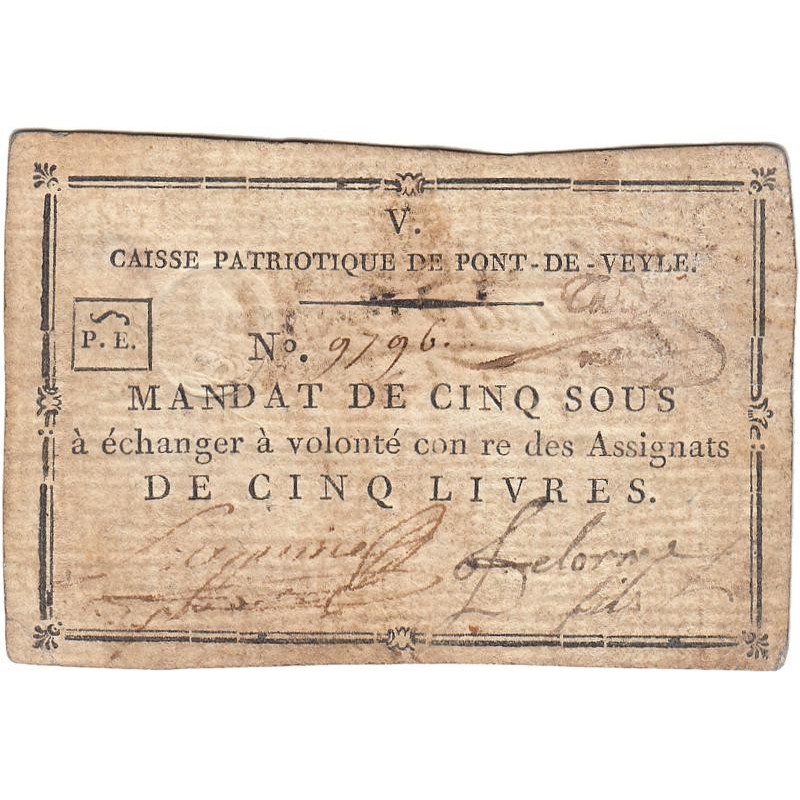 V.
CAISSE PATRIOTIQUE DE PONT-DE-VEYLE.
P. E.
No. 9796.
MANDAT DE CINQ SOUS
à échanger à volonté con re des Assignats
DE CINQ LIVRES.
Delorme
fils